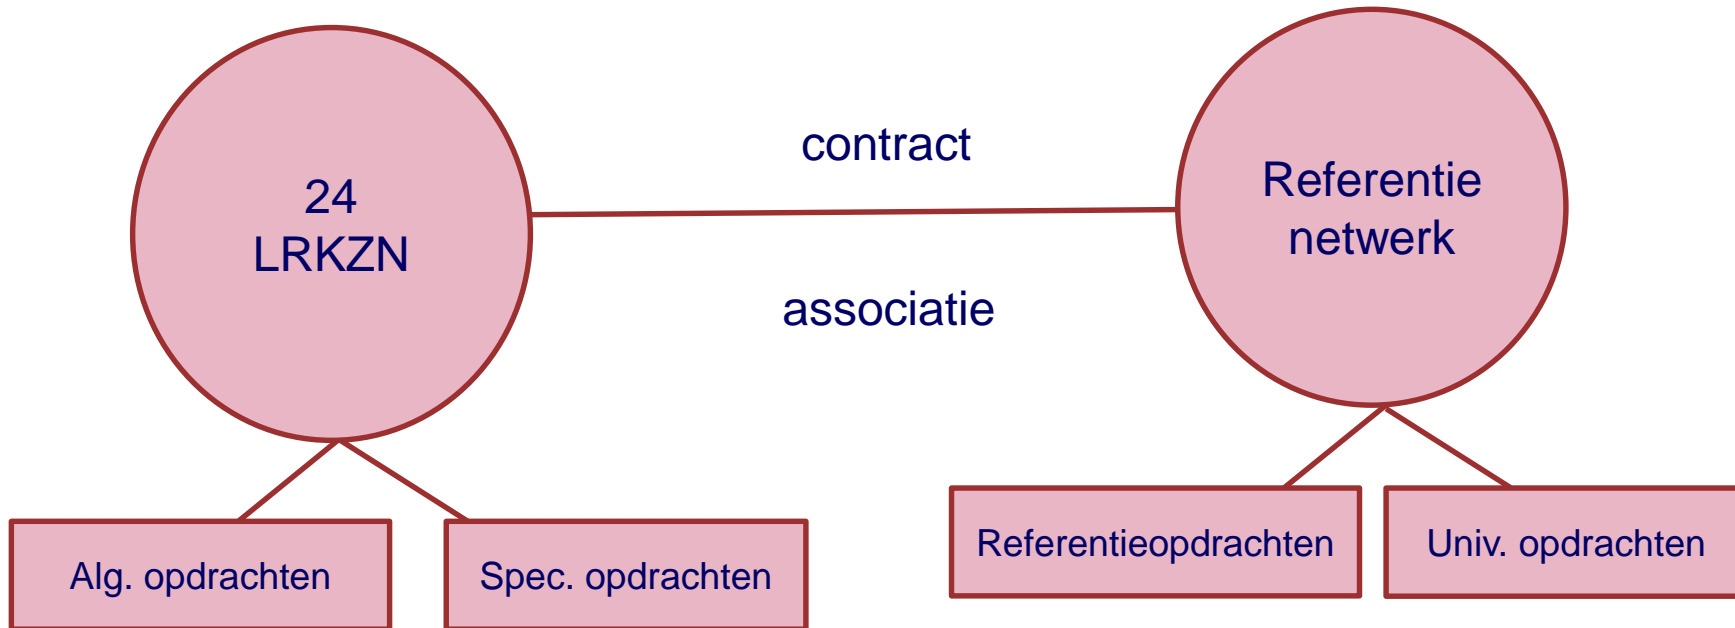 24
LRKZN
contract
associatie
Referentie
netwerk
Alg. opdrachten
Spec. opdrachten
Referentieopdrachten
Univ. opdrachten